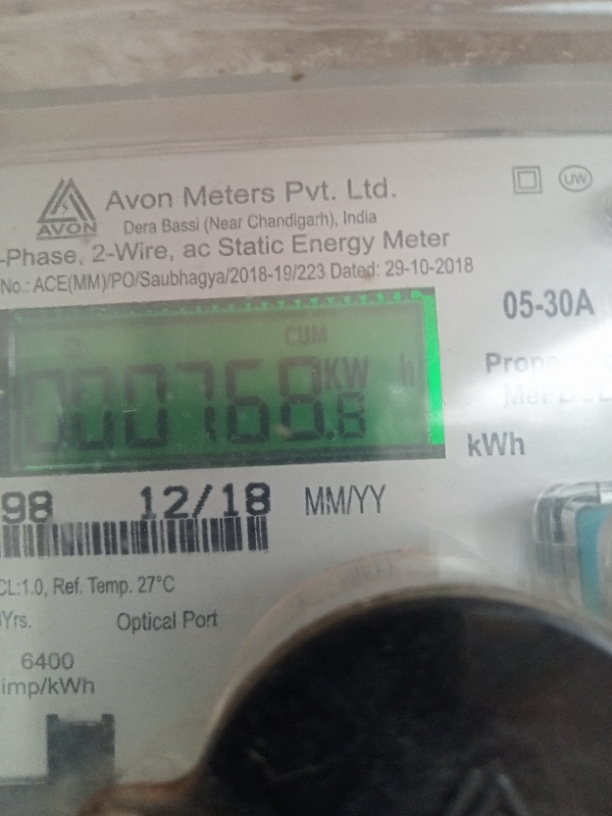 UW
AVON
Avon Meters Pvt. Ltd.
Dera Bassi (Near Chandigarh), India
-Phase, 2-Wire, ac Static Energy Meter
No.: ACE(MM)/PO/Saubhagya/2018-19/223 Dated: 29-10-2018
05-30A
CUM
000768.8 KW h
kWh
98 12/18 MM/YY
CL:1.0, Ref. Temp. 27°C
Yrs. Optical Port
6400
imp/kWh